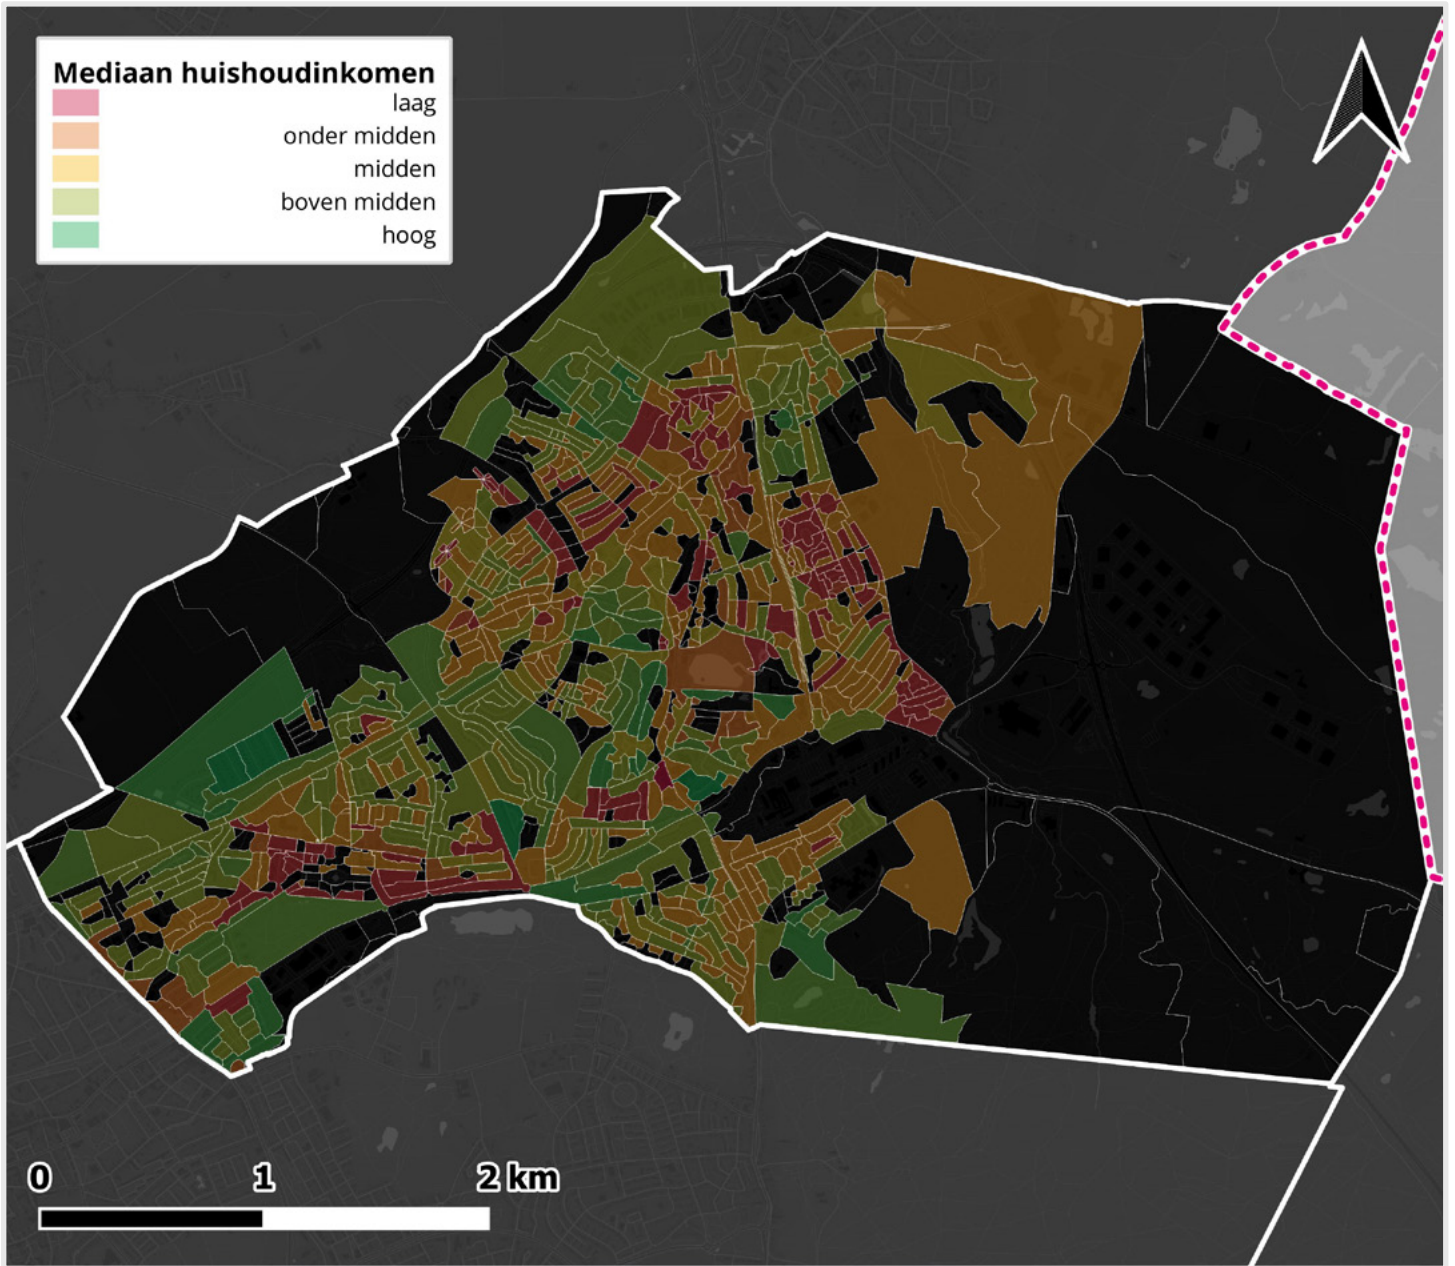 Mediaan huishoudinkomen
laag
onder midden
midden
boven midden
hoog
0 1 2 km